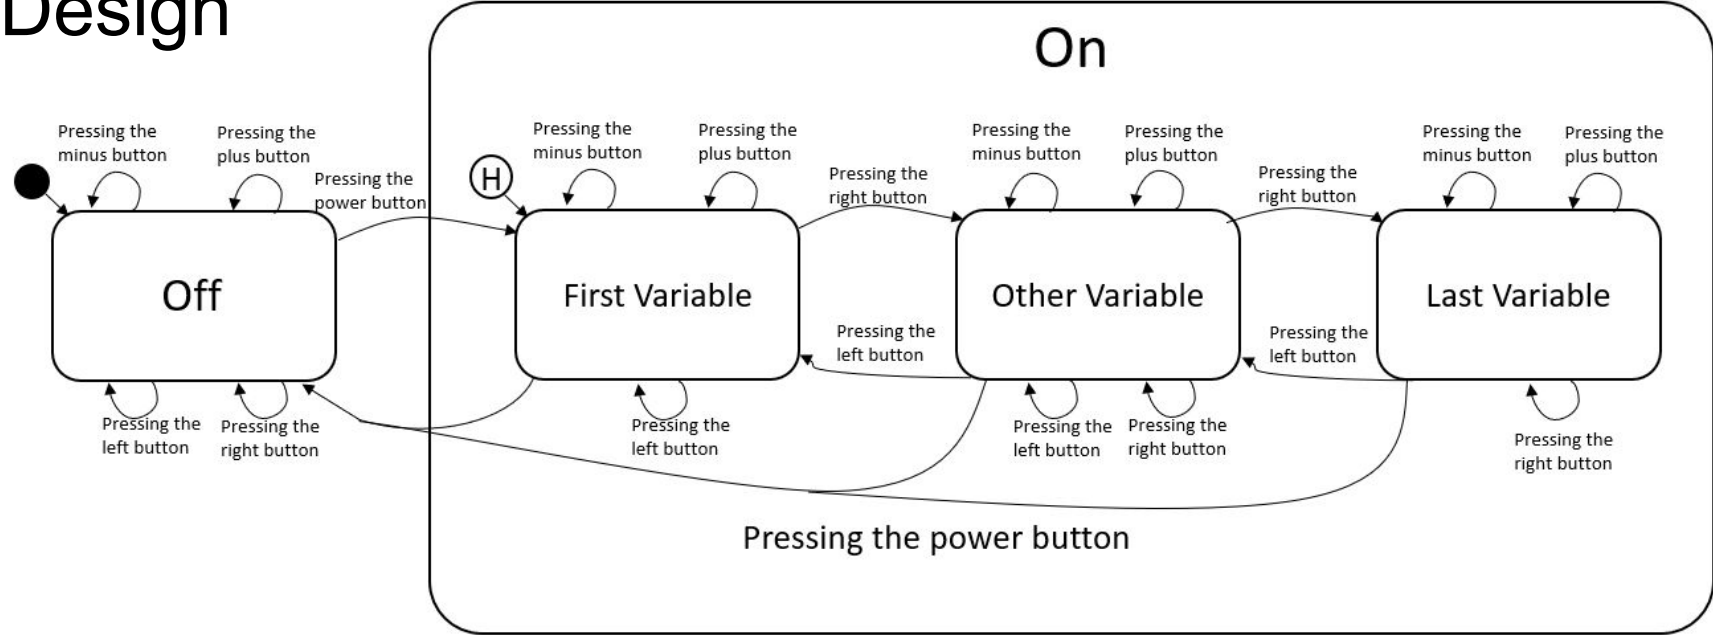 Design
On
Pressing the
minus button
Pressing the
plus button
Pressing the
power button
H
Pressing the
minus button
Pressing the
plus button
Pressing the
right button
Pressing the
minus button
Pressing the
plus button
Pressing the
right button
Pressing the
minus button
Pressing the
plus button
Off
First Variable
Other Variable
Last Variable
Pressing the
left button
Pressing the
left button
Pressing the
left button
Pressing the
right button
Pressing the
left button
Pressing the
left button
Pressing the
right button
Pressing the
right button
Pressing the power button